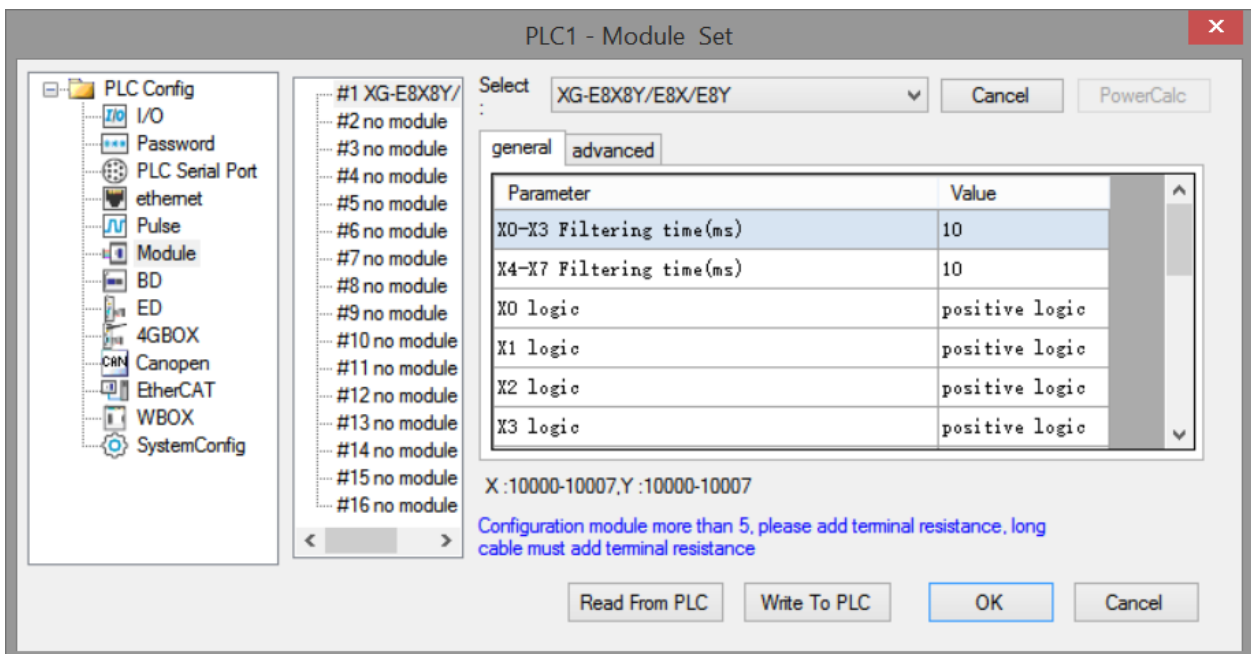 PLC1 - Module Set
PLC Config
I/O
I/O
Password
PLC Serial Port
ethernet
Pulse
Module
BD
ED
4GBOX
CAN
Canopen
EtherCAT
WBOX
SystemConfig
#1 XG-E8X8Y/
#2 no module
#3 no module
#4 no module
#5 no module
#6 no module
#7 no module
#8 no module
#9 no module
#10 no module
#11 no module
#12 no module
#13 no module
#14 no module
#15 no module
#16 no module
Select :
XG-E8X8Y/E8X/E8Y
Cancel
PowerCalc
general advanced
Parameter Value
X0-X3 Filtering time(ms) 10
X4-X7 Filtering time(ms) 10
X0 logic positive logic
X1 logic positive logic
X2 logic positive logic
X3 logic positive logic
X :10000-10007,Y :10000-10007
Configuration module more than 5, please add terminal resistance, long
cable must add terminal resistance
Read From PLC Write To PLC OK Cancel